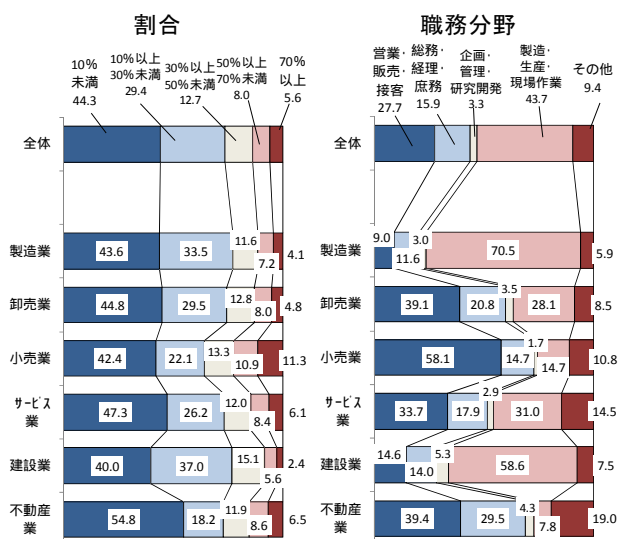 割合
10%
未満
44.3
10%以上
30%未満
29.4
30%以上
50%未満
12.7
50%以上
70%未満
8.0
70%
以上
5.6
全体
製造業
43.6
33.5
11.6
7.2
4.1
卸売業
44.8
29.5
12.8
8.0
4.8
小売業
42.4
22.1
13.3
10.9
11.3
サービス
業
47.3
26.2
12.0
8.4
6.1
建設業
40.0
37.0
15.1
5.6
2.4
不動産
業
54.8
18.2
11.9
8.6
6.5
職務分野
営業・
販売・
接客
27.7
総務・
経理・
庶務
15.9
企画・
管理・
研究開発
3.3
製造・
生産・
現場作業
43.7
その他
9.4
全体
製造業
9.0
11.6
3.0
70.5
5.9
卸売業
39.1
20.8
3.5
28.1
8.5
小売業
58.1
14.7
1.7
14.7
10.8
サービス
業
33.7
17.9
2.9
31.0
14.5
建設業
14.6
14.0
5.3
58.6
7.5
不動産
業
39.4
29.5
4.3
7.8
19.0